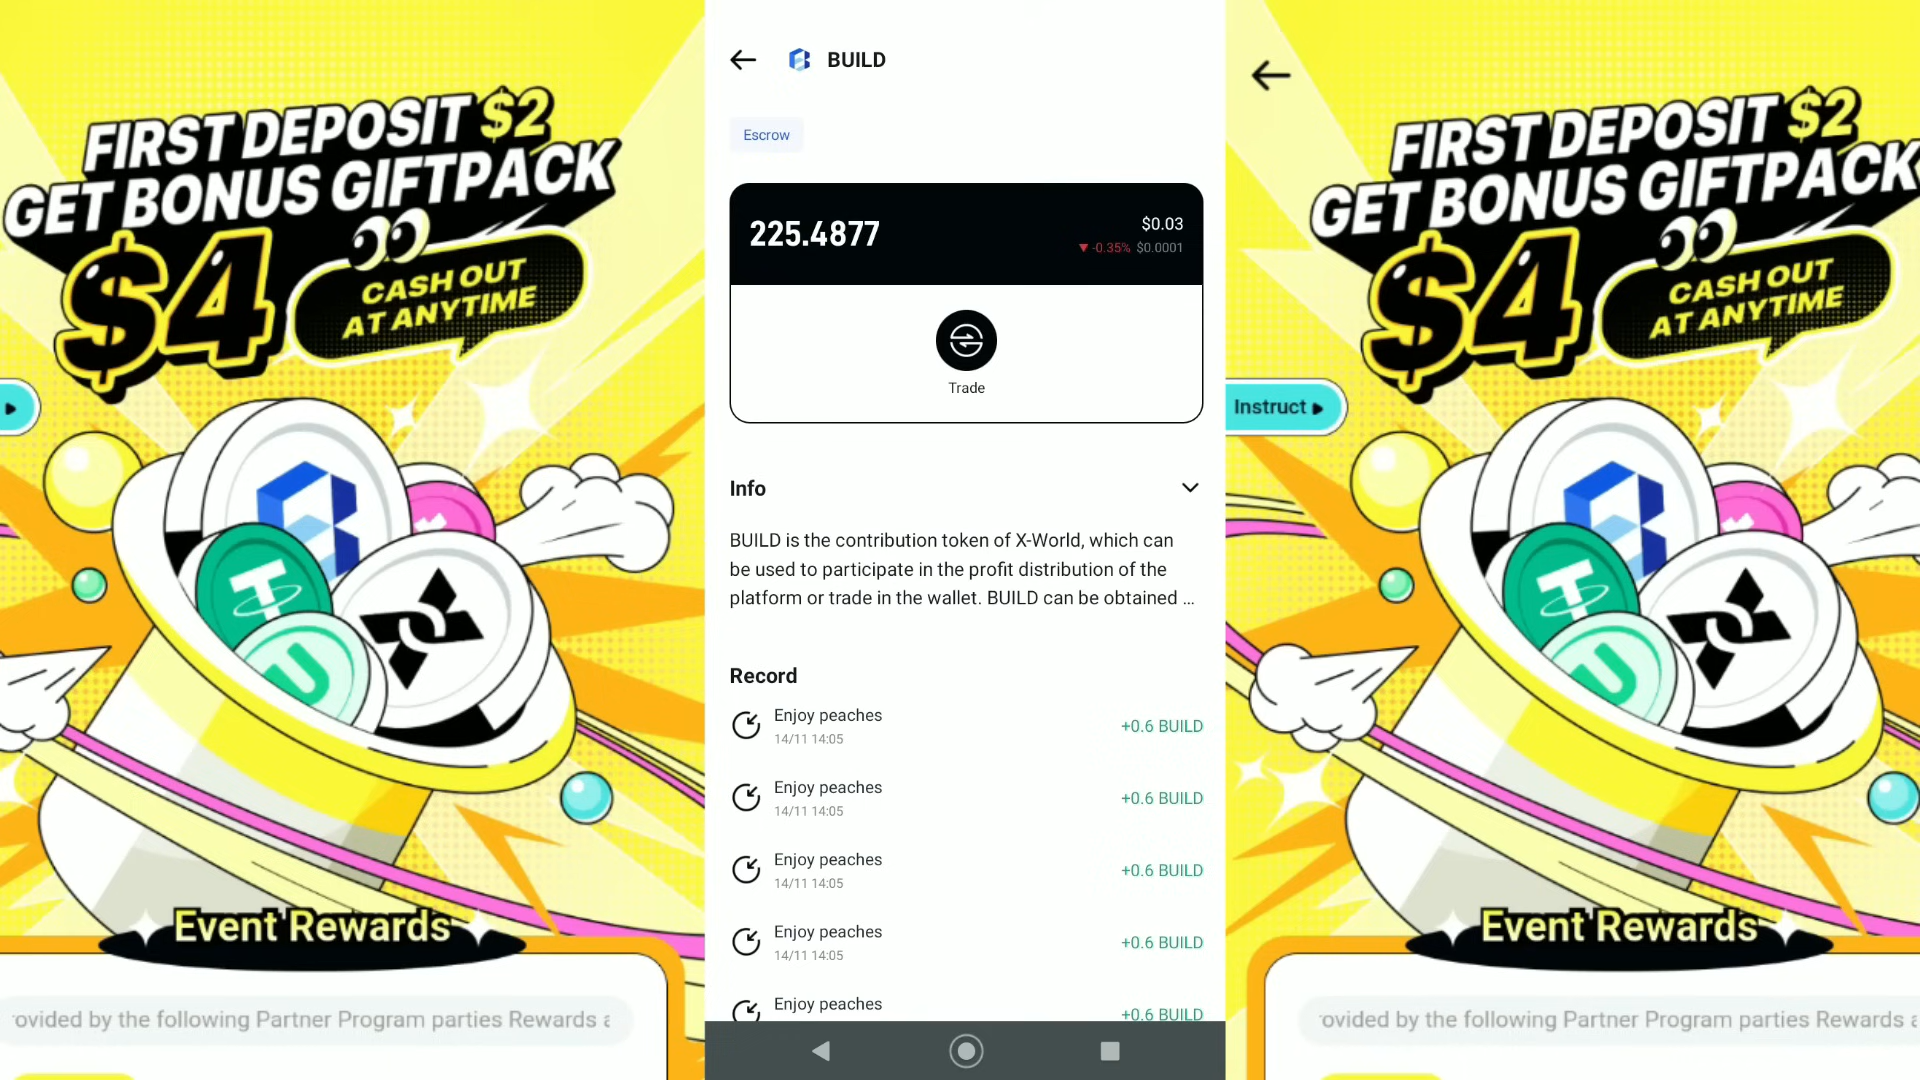 FIRST DEPOSIT $2
GET BONUS GIFTPACK
$4
CASH OUT
AT ANYTIME
Event Rewards
by the following Partner Program parties Rewards
BUILD
Escrow
225.4877
$0.03
-0.35% $0.0001
Trade
Info
BUILD is the contribution token of X-World, which can
be used to participate in the profit distribution of the
platform or trade in the wallet. BUILD can be obtained ...
Record
Enjoy peaches
+0.6 BUILD
14/11 14:05
Enjoy peaches
+0.6 BUILD
14/11 14:05
Enjoy peaches
+0.6 BUILD
14/11 14:05
Enjoy peaches
+0.6 BUILD
14/11 14:05
Enjoy peaches
+0.6 BUILD
FIRST DEPOSIT $2
GET BONUS GIFTPACK
$4
CASH OUT
AT ANYTIME
Instruct
Event Rewards
by the following Partner Program parties Rewards